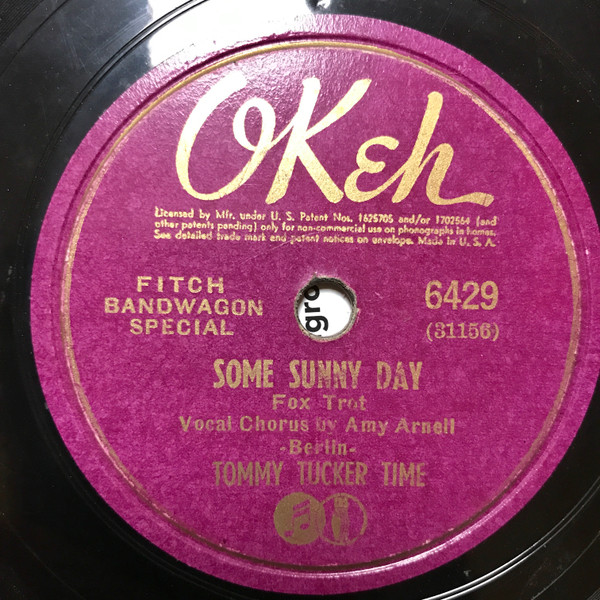 OKeh
Licensed by Mfr. under U. S. Patent Nos. 1625705 and/or 1702564 (and
other patents pending) only for non-commercial use on phonographs in homes.
See detailed trade mark and patent notices on envelope. Made in U. S. A.
FITCH
BANDWAGON
SPECIAL
6429
(31156)
gro
SOME SUNNY DAY
Fox Trot
Vocal Chorus by Amy Arnell
-Berlin-
TOMMY TUCKER TIME